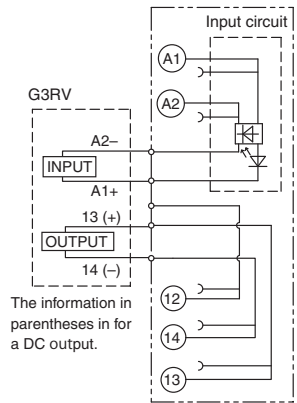 Input circuit
A1
G3RV
A2
A2–
INPUT
A1+
13 (+)
OUTPUT
14 (–)
12
14
13
The information in
parentheses in for
a DC output.